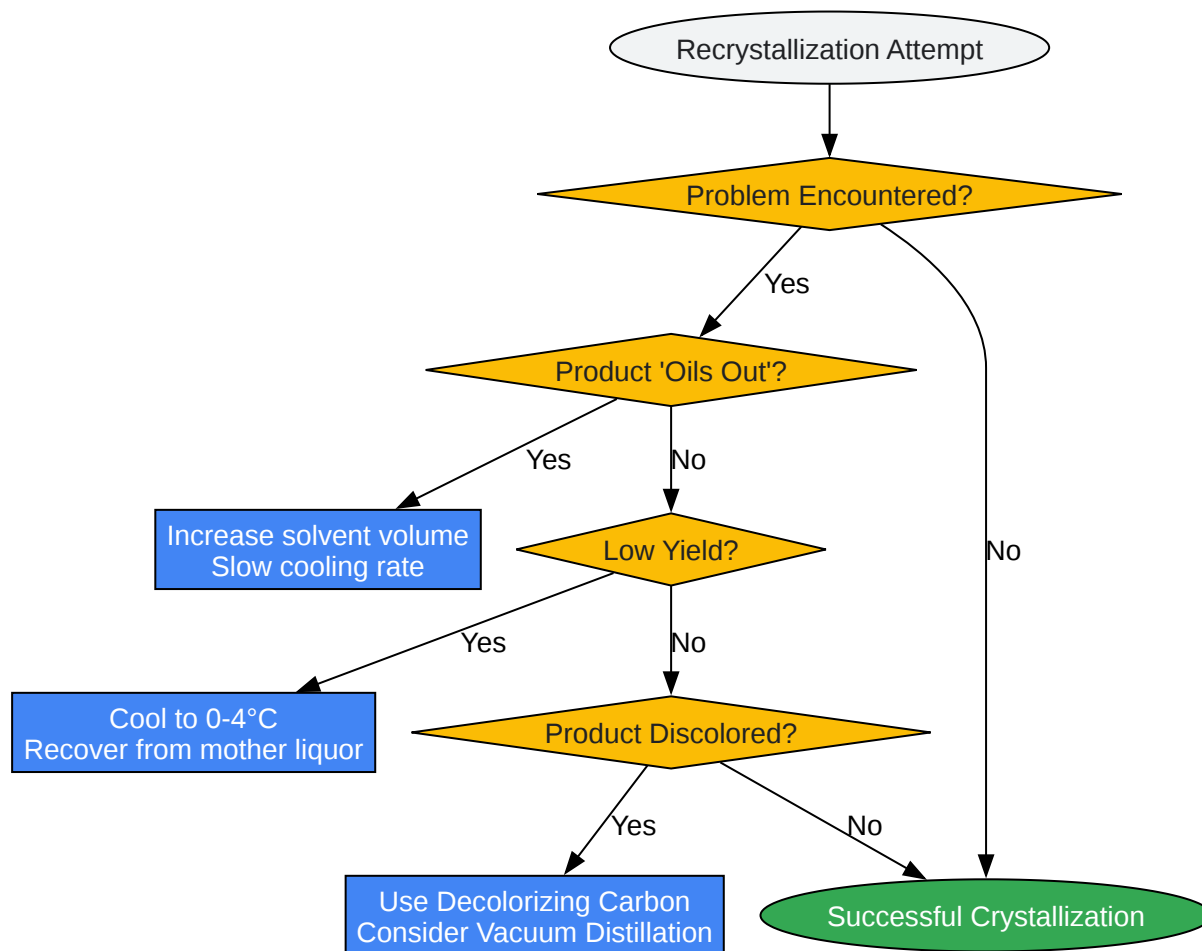 Recrystallization Attempt
Problem Encountered?
Yes
Product 'Oils Out'?
Yes
No
Increase solvent volume
Slow cooling rate
Low Yield?
No
Yes
No
Cool to 0-4°C
Recover from mother liquor
Product Discolored?
Yes
No
Use Decolorizing Carbon
Consider Vacuum Distillation
Successful Crystallization